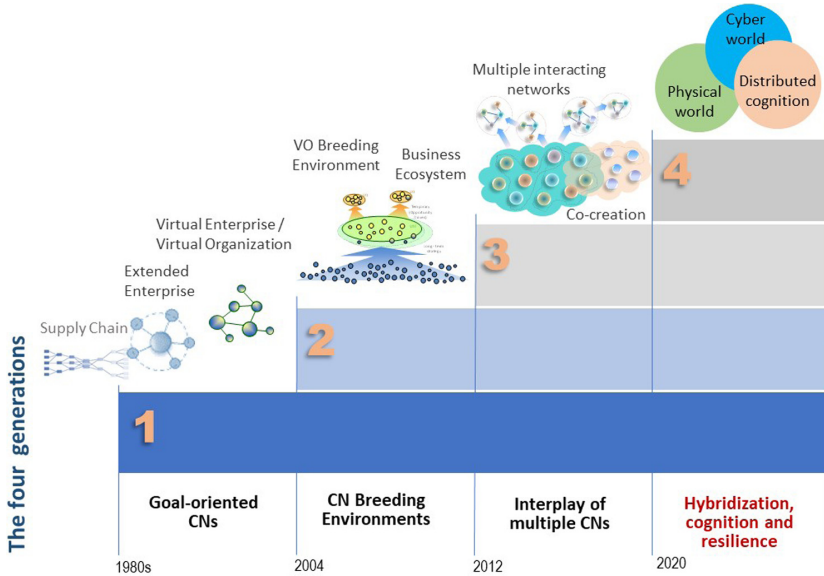 Cyber
world
Physical
world
Distributed
cognition
Multiple interacting
networks
VO Breeding
Environment
Business
Ecosystem
Co-creation
Virtual Enterprise /
Virtual Organization
Extended
Enterprise
Supply Chain
4
3
2
1
The four generations
Goal-oriented
CNs
CN Breeding
Environments
Interplay of
multiple CNs
Hybridization,
cognition and
resilience
1980s
2004
2012
2020